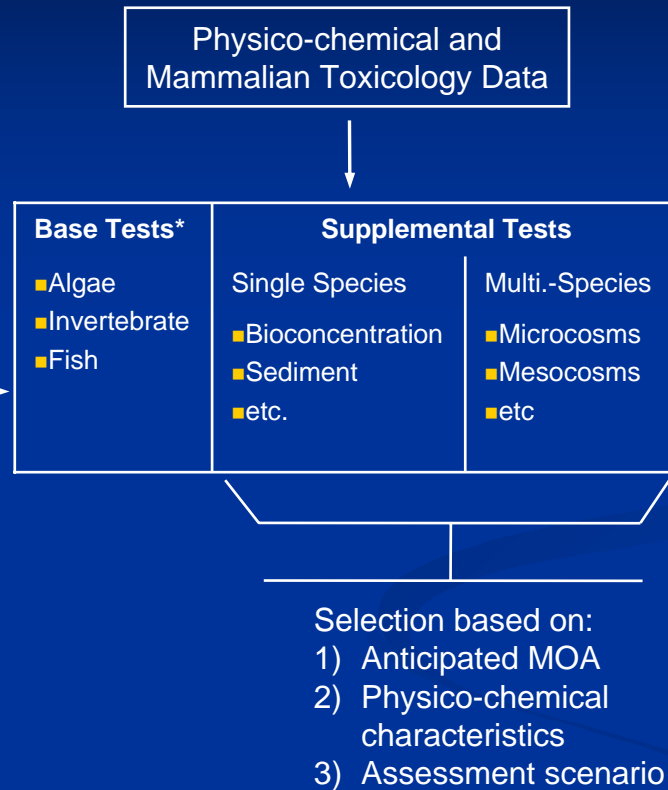 Physico-chemical and
Mammalian Toxicology Data
Base Tests*
■Algae
■Invertebrate
■Fish
Supplemental Tests
Single Species
■Bioconcentration
■Sediment
■etc.
Multi.-Species
■Microcosms
■Mesocosms
■etc
Selection based on:
1) Anticipated MOA
2) Physico-chemical
characteristics
3) Assessment scenario